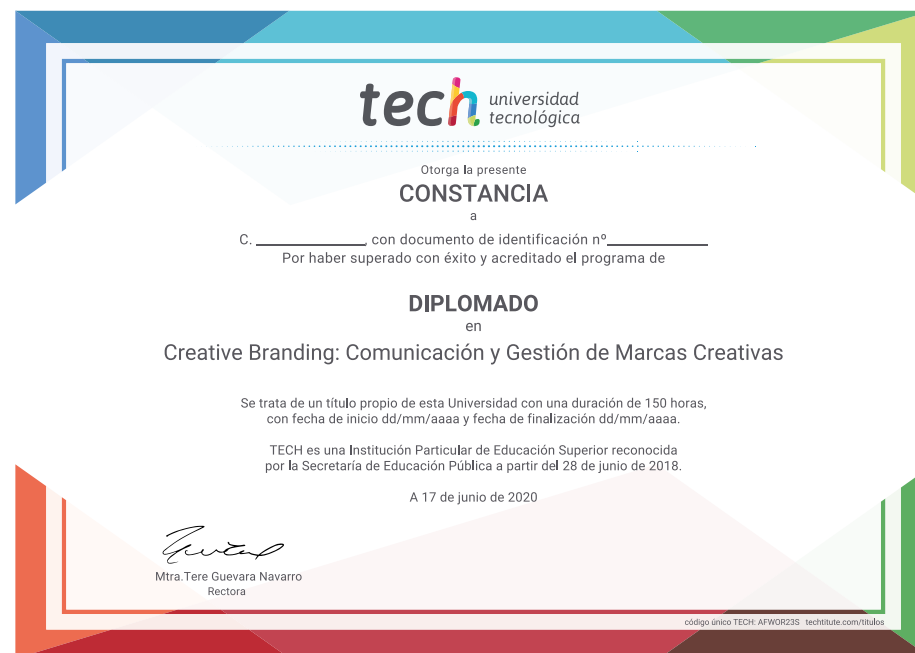 tech universidad
tecnológica
Otorga la presente
CONSTANCIA
a
C. ______________, con documento de identificación nº_____________
Por haber superado con éxito y acreditado el programa de
DIPLOMADO
en
Creative Branding: Comunicación y Gestión de Marcas Creativas
Se trata de un título propio de esta Universidad con una duración de 150 horas,
con fecha de inicio dd/mm/aaaa y fecha de finalización dd/mm/aaaa.
TECH es una Institución Particular de Educación Superior reconocida
por la Secretaría de Educación Pública a partir del 28 de junio de 2018.
A 17 de junio de 2020
Mtra.Tere Guevara Navarro
Rectora
código único TECH: AFWOR23S techtitute.com/titulos